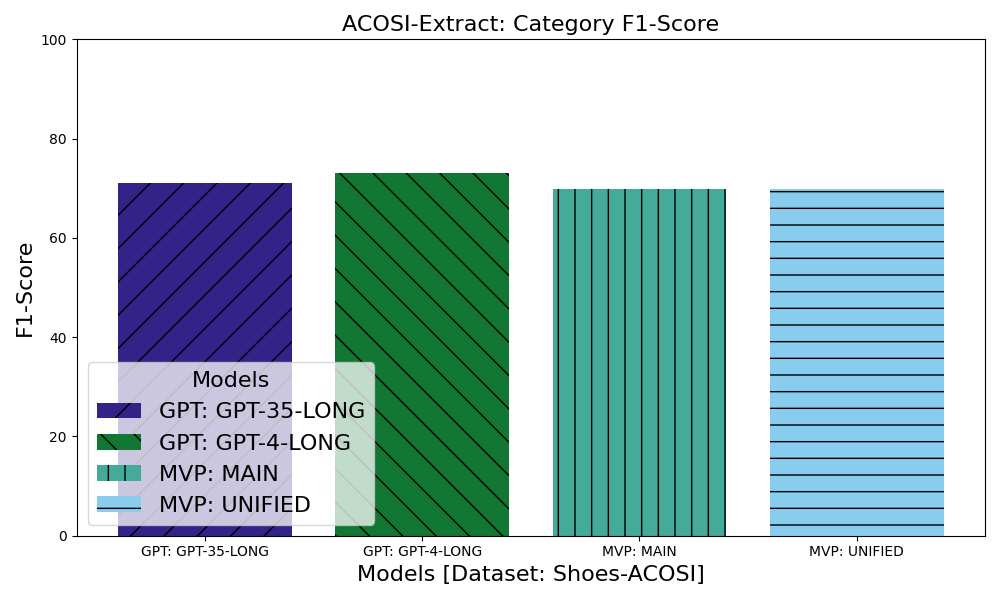 ACOSI-Extract: Category F1-Score
100
80
60
40
20
0
F1-Score
Models
GPT: GPT-35-LONG
GPT: GPT-4-LONG
MVP: MAIN
MVP: UNIFIED
GPT: GPT-35-LONG
GPT: GPT-4-LONG
MVP: MAIN
MVP: UNIFIED
Models [Dataset: Shoes-ACOSI]